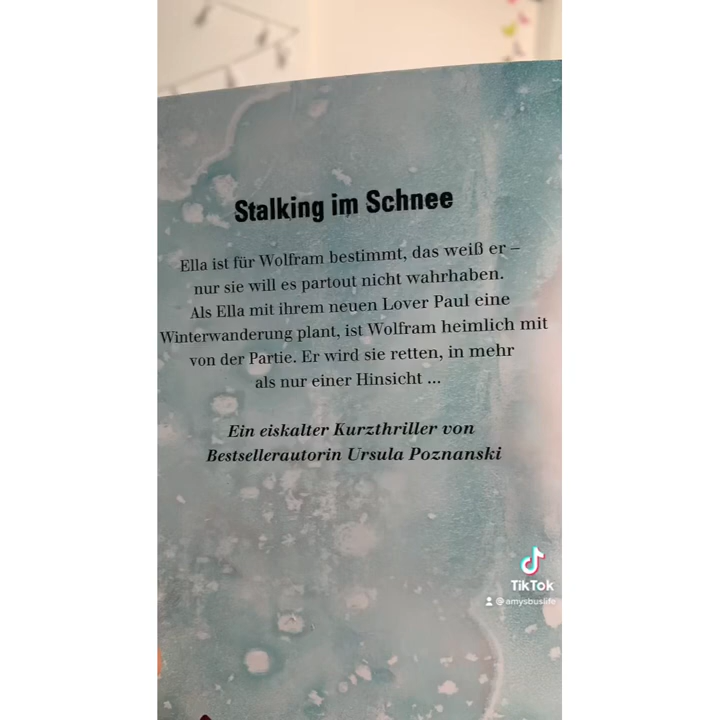 Stalking im Schnee
Ella ist für Wolfram bestimmt, das weiß er –
nur sie will es partout nicht wahrhaben.
Als Ella mit ihrem neuen Lover Paul eine
Winterwanderung plant, ist Wolfram heimlich mit
von der Partie. Er wird sie retten, in mehr
als nur einer Hinsicht ...
Ein eiskalter Kurzthriller von
Bestsellerautorin Ursula Poznanski
TikTok
@amysbuslife